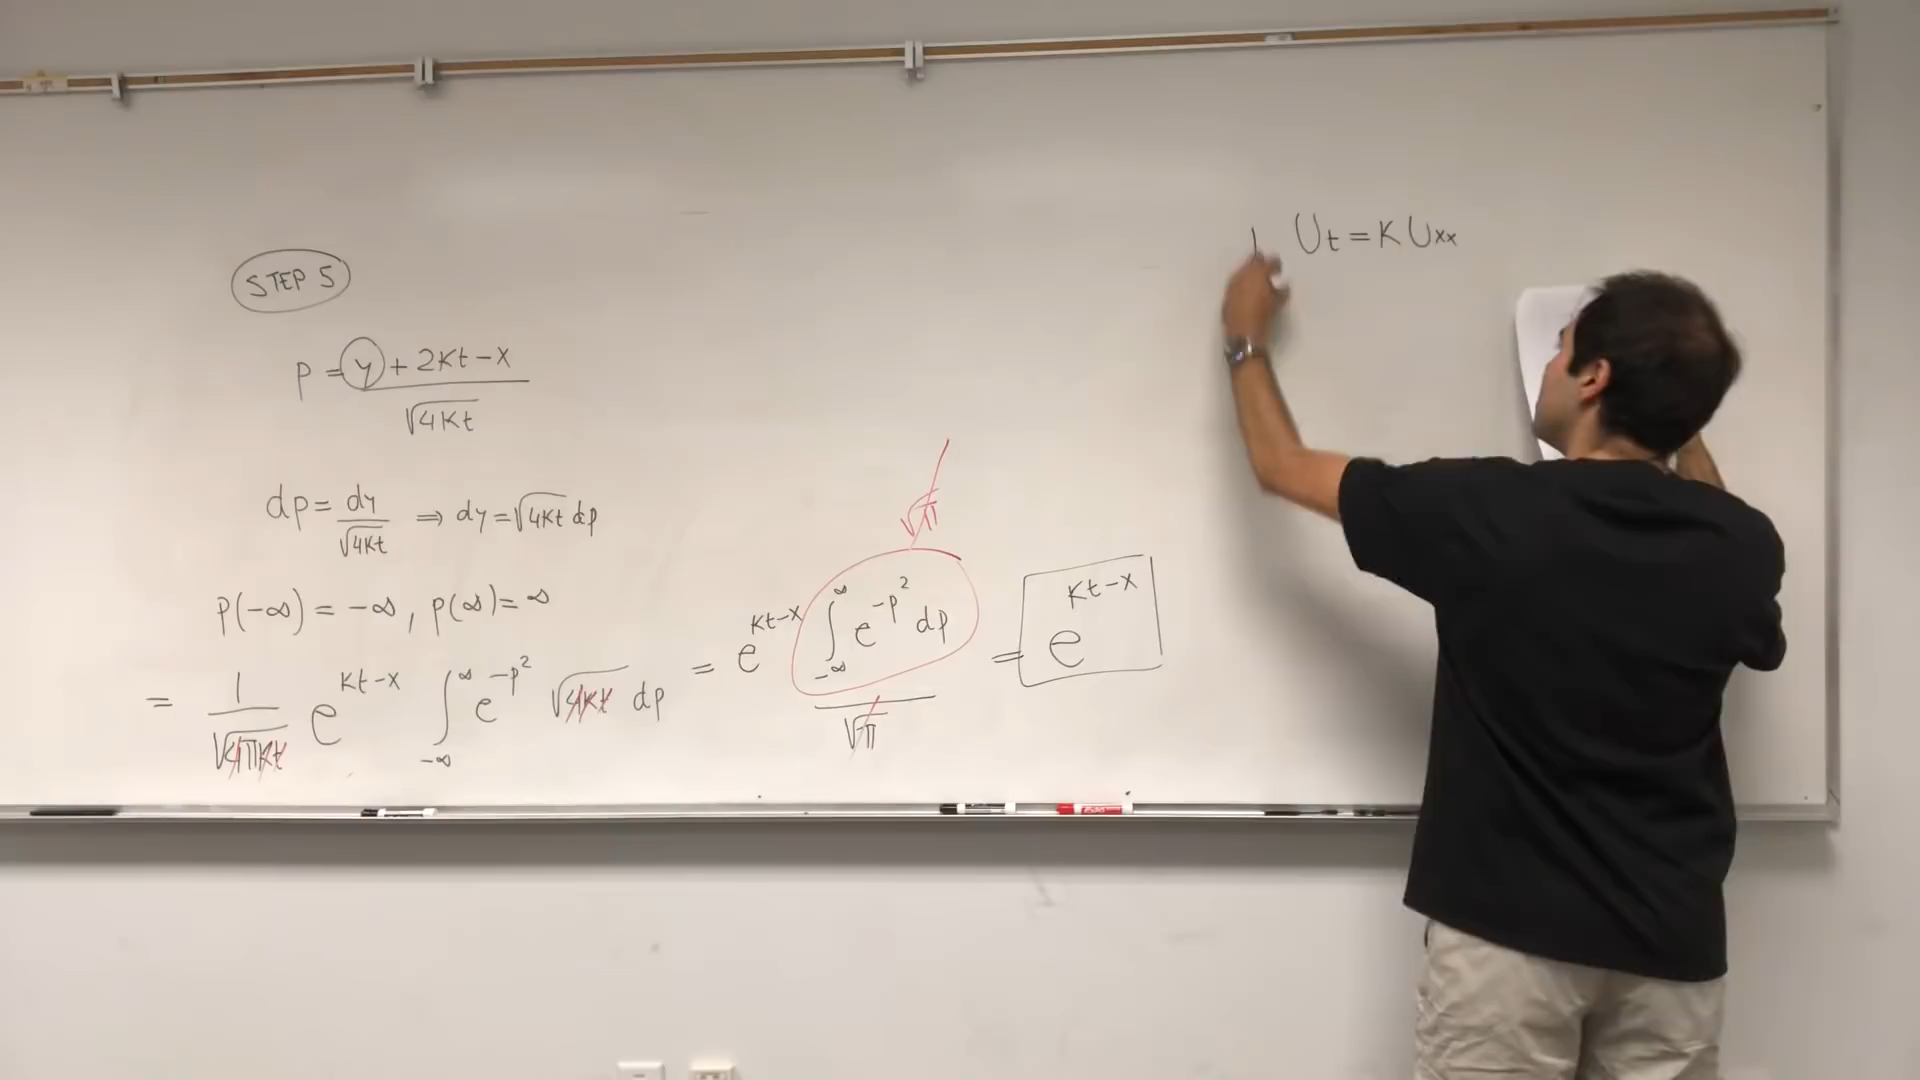 STEP 5
p = y + 2Kt - x / √4Kt
dp = dy / √4Kt ⇒ dy = √4Kt dp
p(-∞) = -∞, p(∞) = ∞
= 1 / √4πKt e^{Kt-x} ∫_{-∞}^{∞} e^{-p²} √4Kt dp = e^{Kt-x} ∫_{-∞}^{∞} e^{-p²} dp / √π = e^{Kt-x}
√π
Ut = K Uxx